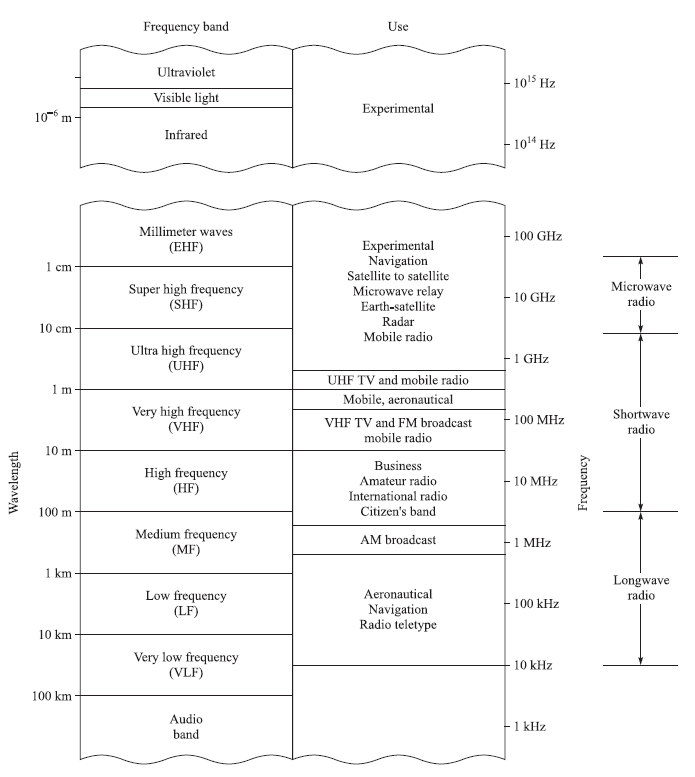 Frequency band
Use
Ultraviolet
Visible light
Infrared
Experimental
10⁻⁶ m
10¹⁵ Hz
10¹⁴ Hz
Millimeter waves
(EHF)
Super high frequency
(SHF)
Ultra high frequency
(UHF)
Very high frequency
(VHF)
High frequency
(HF)
Medium frequency
(MF)
Low frequency
(LF)
Very low frequency
(VLF)
Audio
band
Experimental
Navigation
Satellite to satellite
Microwave relay
Earth-satellite
Radar
Mobile radio
UHF TV and mobile radio
Mobile, aeronautical
VHF TV and FM broadcast
mobile radio
Business
Amateur radio
International radio
Citizen's band
AM broadcast
Aeronautical
Navigation
Radio teletype
Wavelength
1 cm
10 cm
1 m
10 m
100 m
1 km
10 km
100 km
100 GHz
10 GHz
1 GHz
100 MHz
10 MHz
1 MHz
100 kHz
10 kHz
1 kHz
Frequency
Microwave
radio
Shortwave
radio
Longwave
radio